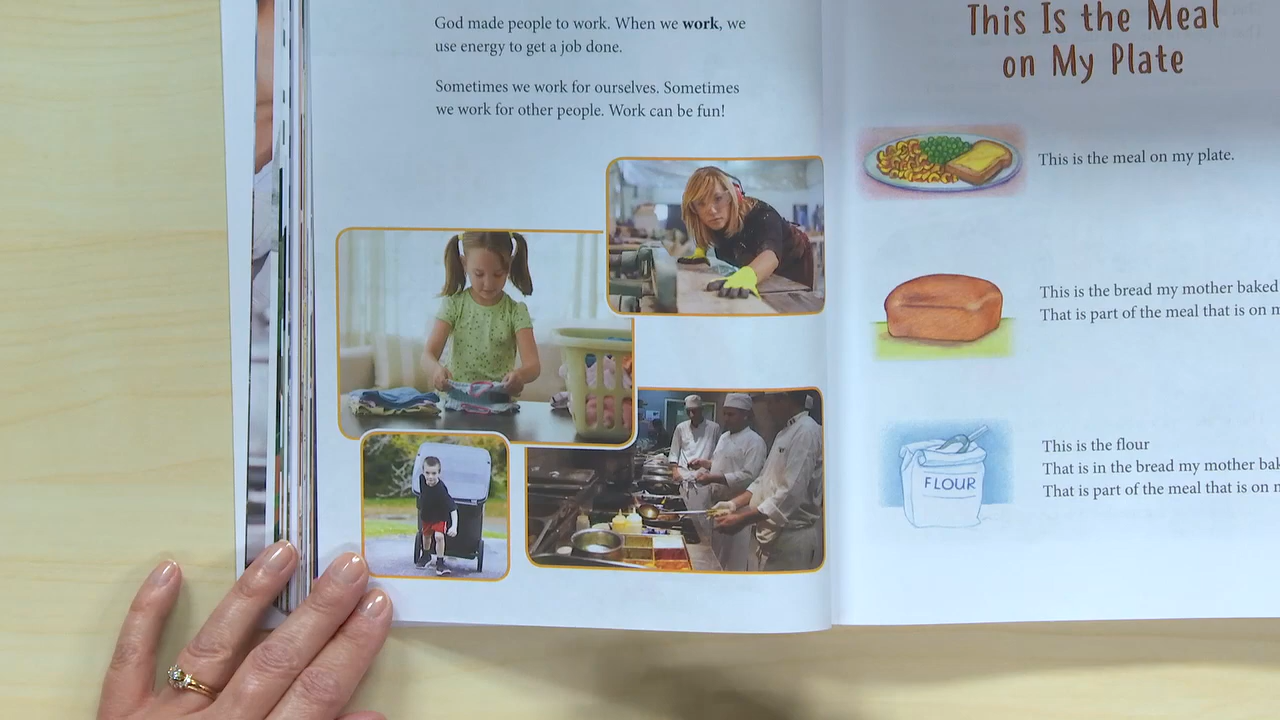 God made people to work. When we work, we
use energy to get a job done.
Sometimes we work for ourselves. Sometimes
we work for other people. Work can be fun!
This Is the Meal
on My Plate
This is the meal on my plate.
This is the bread my mother baked
That is part of the meal that is on
This is the flour
That is in the bread my mother
That is part of the meal that is on
FLOUR